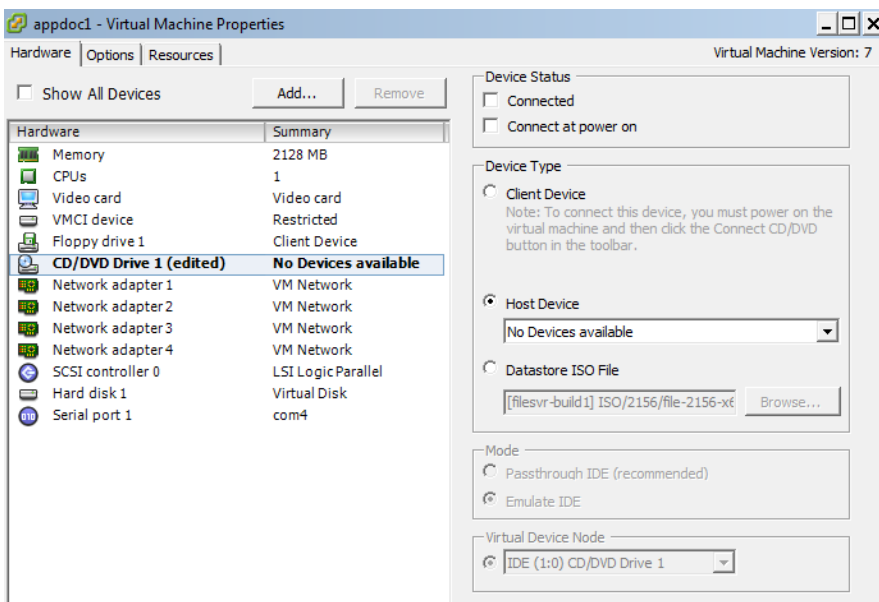 appdoc1 - Virtual Machine Properties
Hardware Options Resources
Virtual Machine Version: 7
Show All Devices
Add...
Remove
Hardware Summary
Memory 2128 MB
CPUs 1
Video card Video card
VMCI device Restricted
Floppy drive 1 Client Device
CD/DVD Drive 1 (edited) No Devices available
Network adapter 1 VM Network
Network adapter 2 VM Network
Network adapter 3 VM Network
Network adapter 4 VM Network
SCSI controller 0 LSI Logic Parallel
Hard disk 1 Virtual Disk
Serial port 1 com4
Device Status
Connected
Connect at power on
Device Type
Client Device
Note: To connect this device, you must power on the
virtual machine and then click the Connect CD/DVD
button in the toolbar.
Host Device
No Devices available
Datastore ISO File
[filesvr-build1] ISO/2156/file-2156-x6
Browse...
Mode
Passthrough IDE (recommended)
Emulate IDE
Virtual Device Node
IDE (1:0) CD/DVD Drive 1